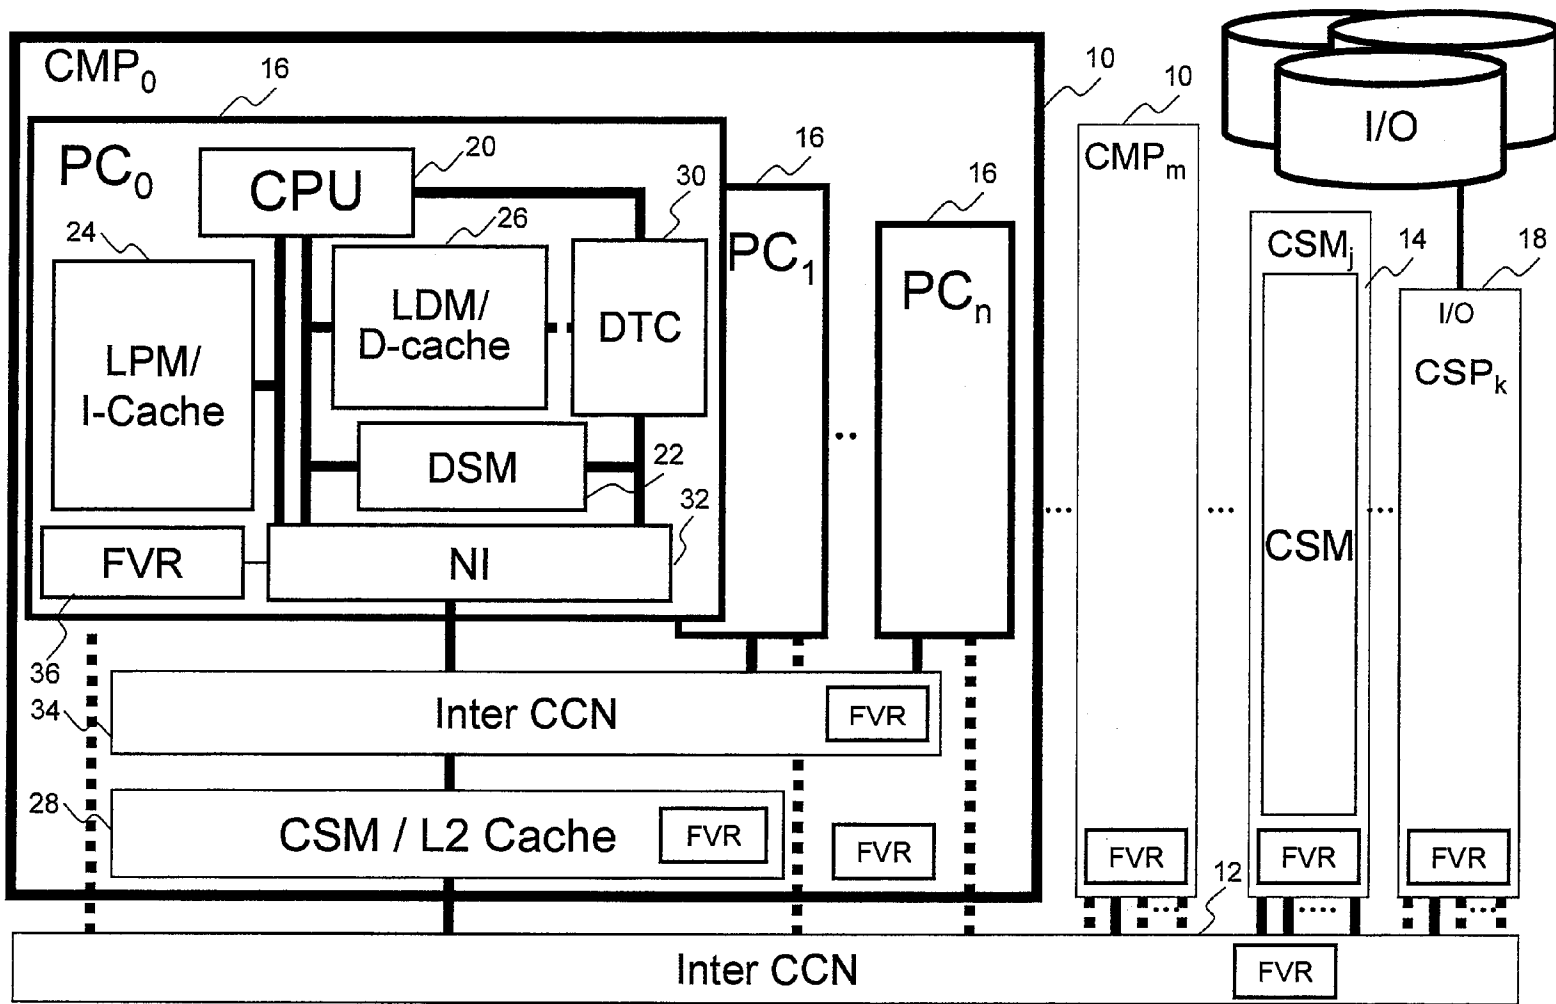 CMP0
16
10
10
I/O
PC0
CPU
20
16
CMPm
24
26
30
16
CSMj
14
18
LPM/
I-Cache
LDM/
D-cache
DTC
PC1
PCn
I/O
CSPk
DSM
22
..
32
...
...
CSM
...
FVR
NI
36
34
Inter CCN
FVR
28
CSM / L2 Cache
FVR
FVR
FVR
FVR
FVR
12
....
....
....
Inter CCN
FVR